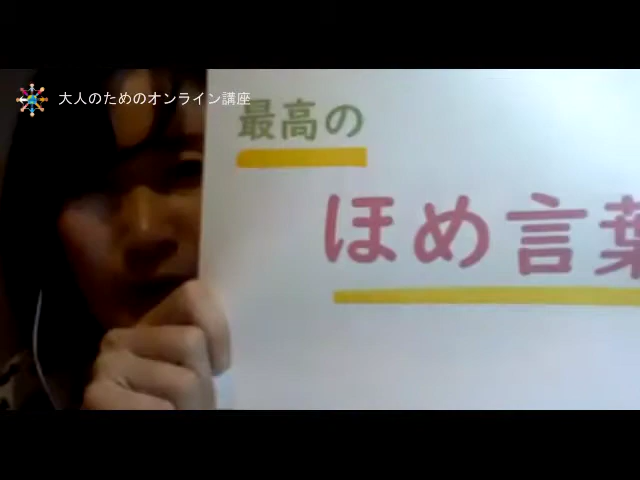 大人のためのオンライン講座
最高の
ほめ言葉